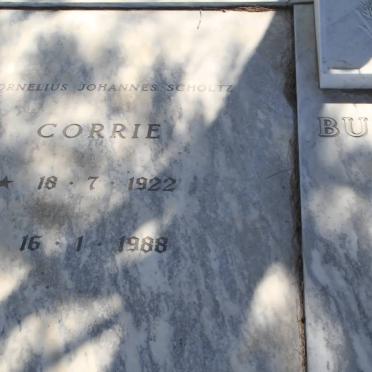 ORNELIUS JOHANNES SCHOLTZ
CORRIE
★ 18 · 7 · 1922
16 · 1 · 1988
BU